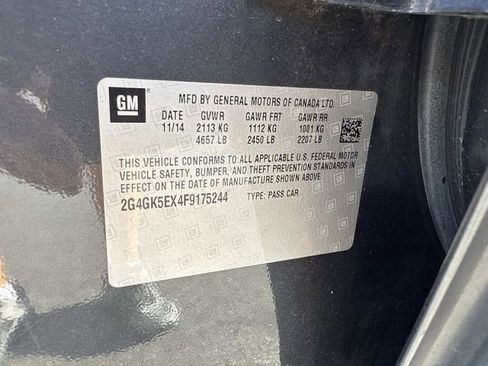 GM
MFD BY GENERAL MOTORS OF CANADA LTD.
DATE GVWR GAWR FRT GAWR RR
11/14 2113 KG 1112 KG 1001 KG
4657 LB 2450 LB 2207 LB
THIS VEHICLE CONFORMS TO ALL APPLICABLE U.S. FEDERAL MOTOR
VEHICLE SAFETY, BUMPER, AND THEFT PREVENTION STANDARDS IN
EFFECT ON THE DATE OF MANUFACTURE SHOWN ABOVE.
2G4GK5EX4F9175244 TYPE: PASS CAR